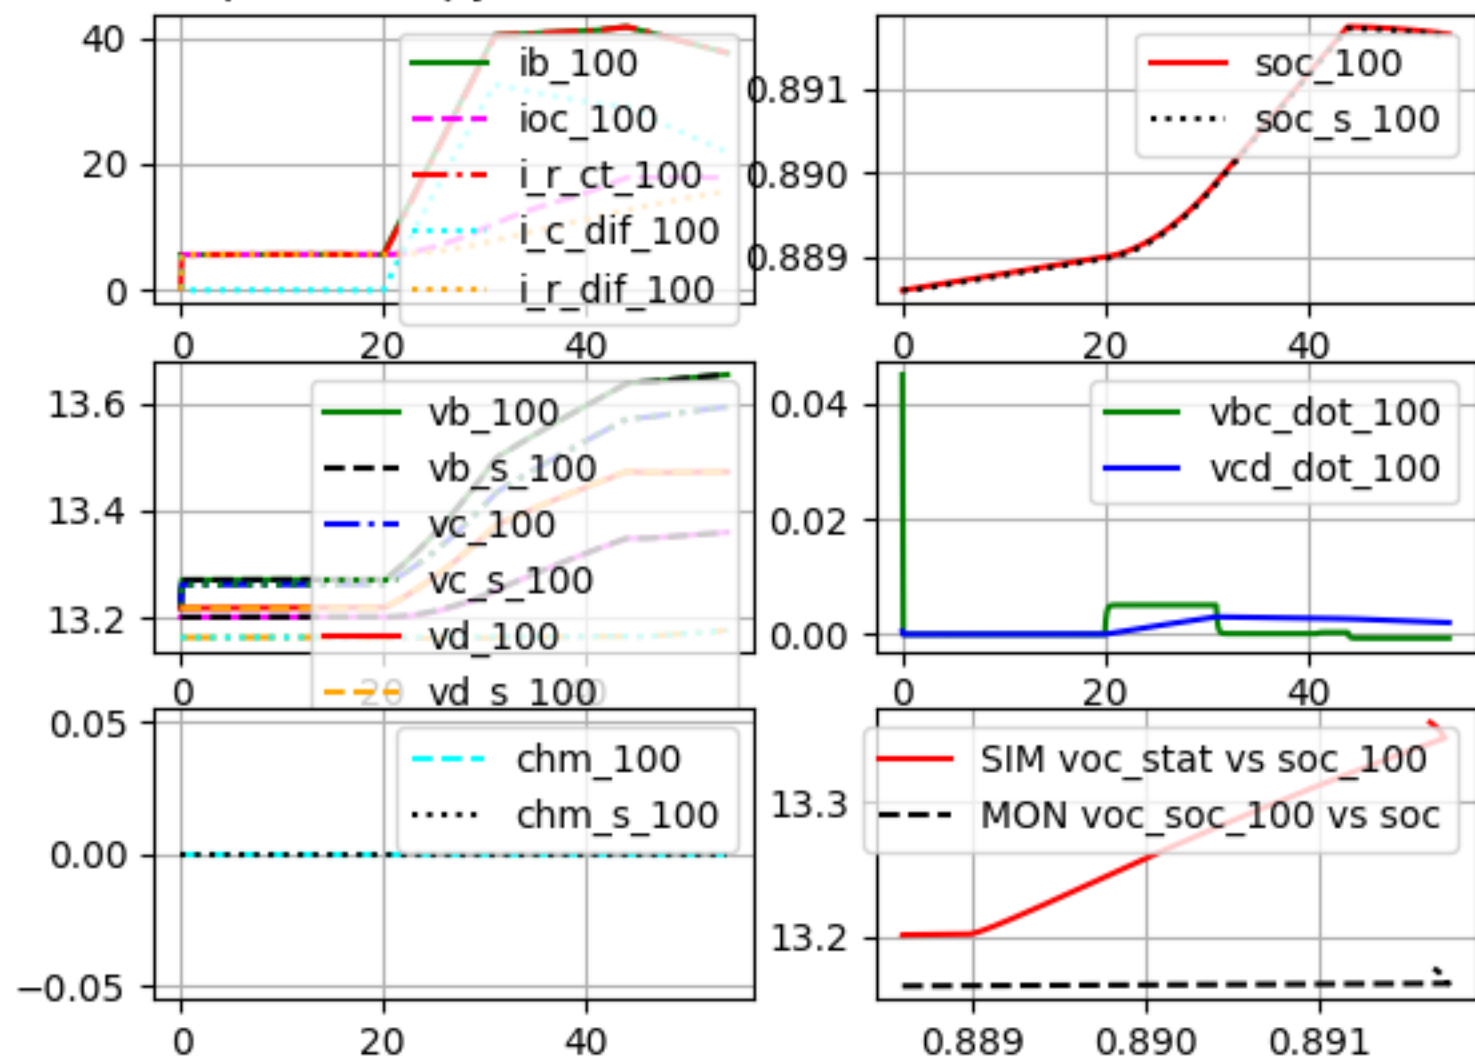 40
20
0
ib_100
ioc_100
i_r_ct_100
i_c_dif_100
i_r_dif_100
0 20 40
0.891
0.890
0.889
soc_100
soc_s_100
0 20 40
13.6
13.4
13.2
vb_100
vb_s_100
vc_100
vc_s_100
vd_100
vd_s_100
0 20
0.04
0.02
0.00
vbc_dot_100
vcd_dot_100
0 20 40
0.05
0.00
−0.05
chm_100
chm_s_100
0 20 40
13.3
13.2
SIM voc_stat vs soc_100
MON voc_soc_100 vs soc
0.889 0.890 0.891